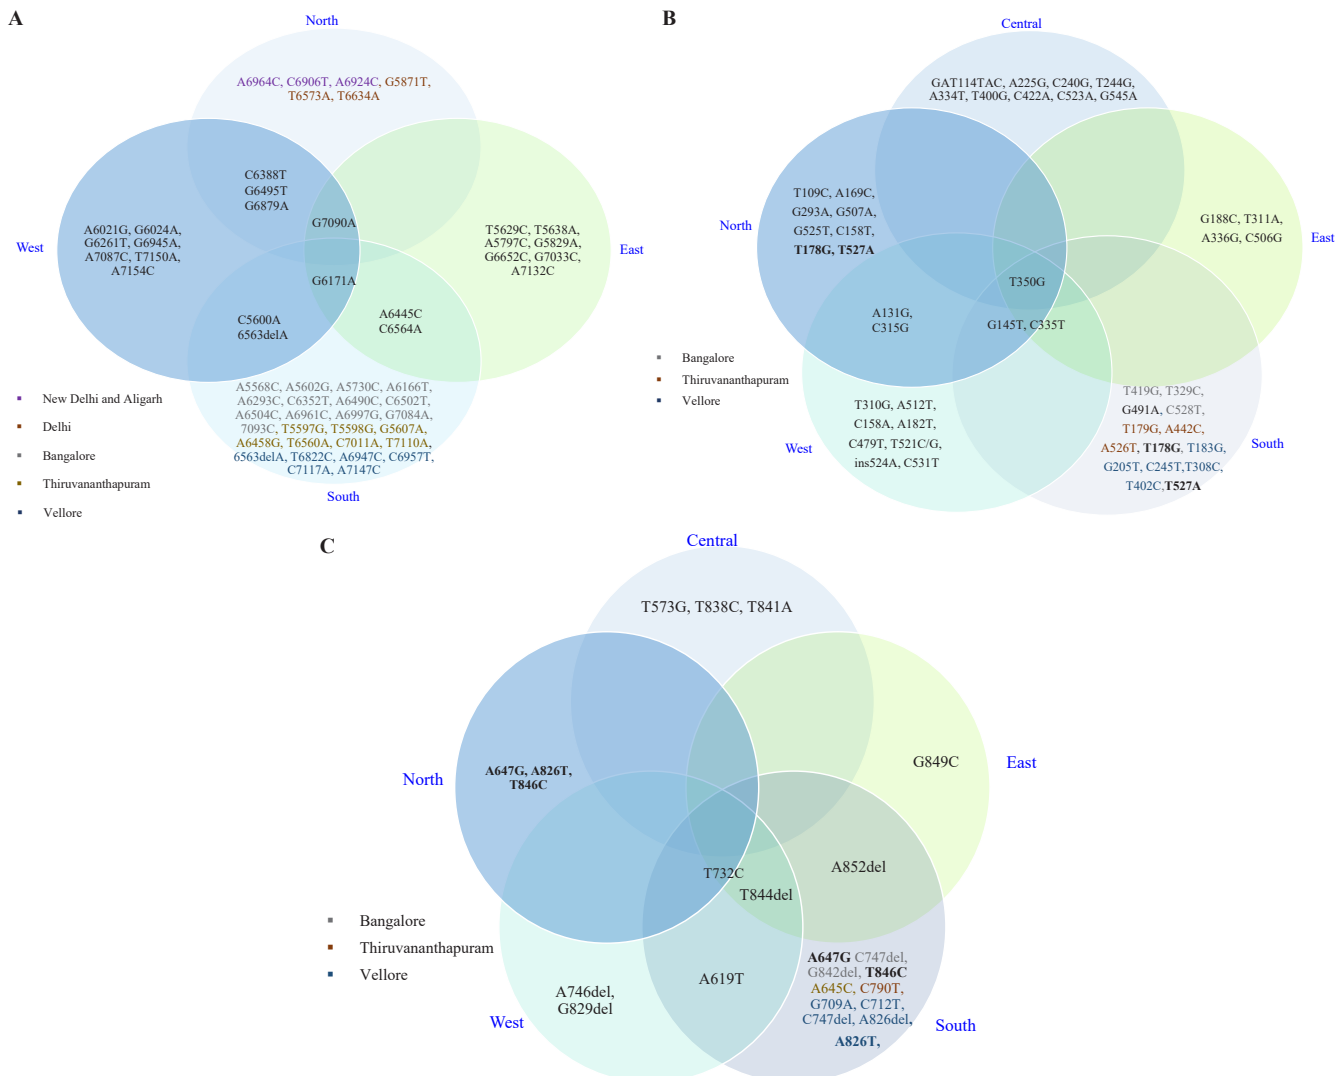 A
North
A6964C, C6906T, A6924C, G5871T,
T6573A, T6634A
C6388T
G6495T
G6879A
G7090A
West
A6021G, G6024A,
G6261T, G6945A,
A7087C, T7150A,
A7154C
T5629C, T5638A,
A5797C, G5829A,
G6652C, G7033C,
A7132C
East
G6171A
C5600A
6563delA
A6445C
C6564A
A5568C, A5602G, A5730C, A6166T,
A6293C, C6352T, A6490C, C6502T,
A6504C, A6961C, A6997G, G7084A,
7093C, T5597G, T5598G, G5607A,
A6458G, T6560A, C7011A, T7110A,
6563delA, T6822C, A6947C, C6957T,
C7117A, A7147C
South
New Delhi and Aligarh
Delhi
Bangalore
Thiruvananthapuram
Vellore
B
Central
GAT114TAC, A225G, C240G, T244G,
A334T, T400G, C422A, C523A, G545A
North
T109C, A169C,
G293A, G507A,
G525T, C158T,
T178G, T527A
G188C, T311A,
A336G, C506G
East
T350G
A131G,
C315G
G145T, C335T
Bangalore
Thiruvananthapuram
Vellore
T310G, A512T,
C158A, A182T,
C479T, T521C/G,
ins524A, C531T
West
T419G, T329C,
G491A, C528T,
T179G, A442C,
A526T, T178G, T183G,
G205T, C245T,T308C,
T402C,T527A
South
C
Central
T573G, T838C, T841A
North
A647G, A826T,
T846C
G849C
East
T732C
T844del
A852del
Bangalore
Thiruvananthapuram
Vellore
A619T
A746del,
G829del
West
A647G C747del,
G842del, T846C
A645C, C790T,
G709A, C712T,
C747del, A826del,
A826T,
South